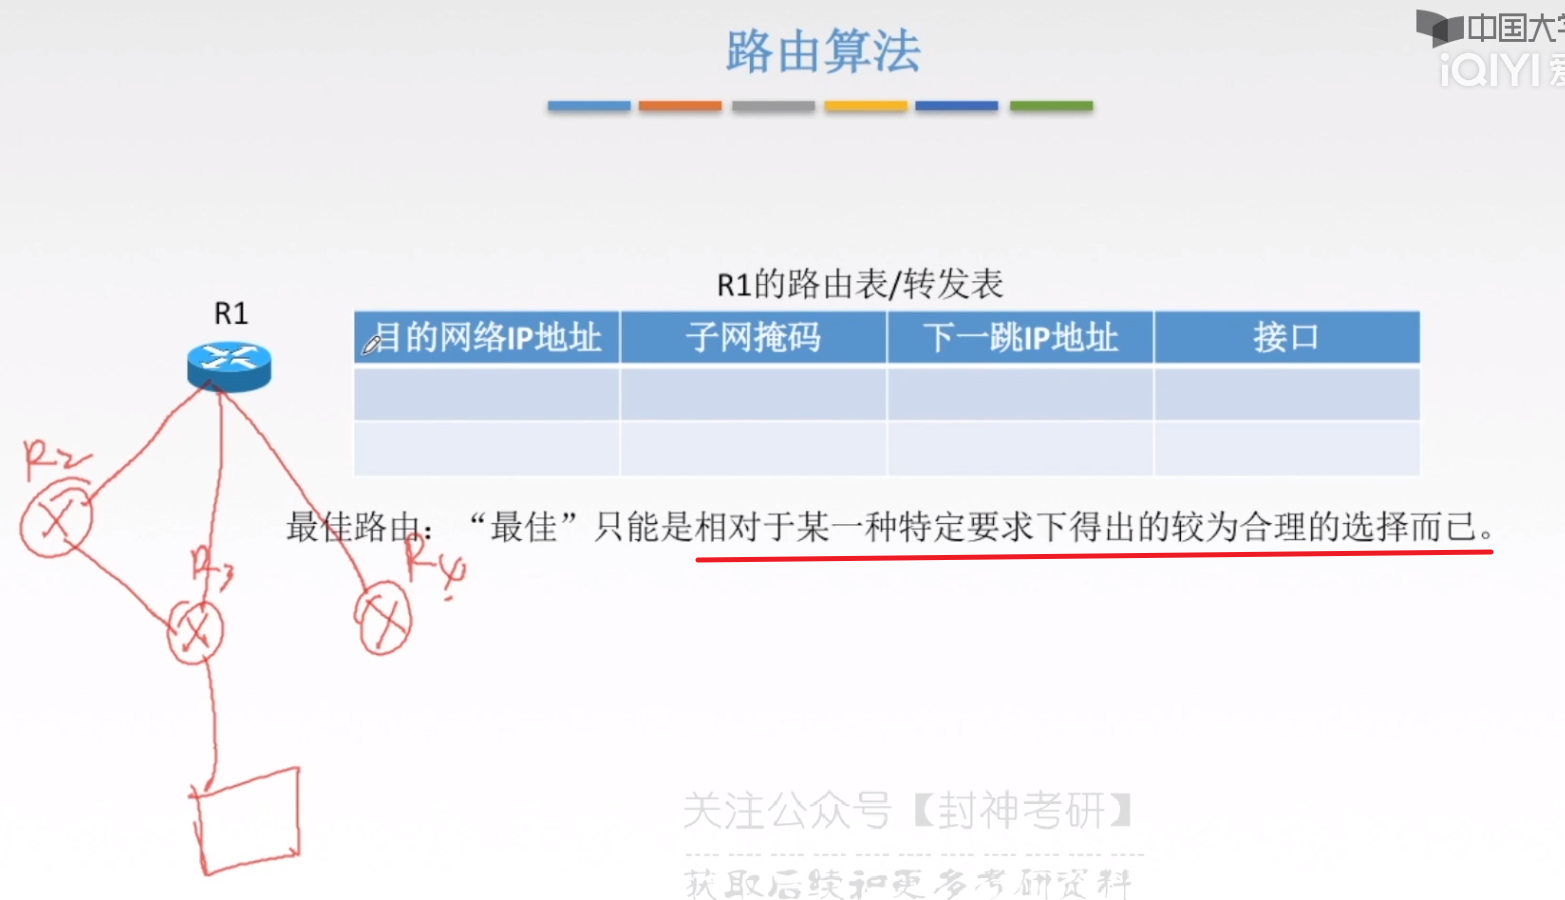 中国大
iQIYI 爱
路由算法
R1的路由表/转发表
R1
目的网络IP地址 子网掩码 下一跳IP地址 接口
R2
最佳路由：“最佳”只能是相对于某一种特定要求下得出的较为合理的选择而已。
R3
R4
关注公众号【封神考研】
获取后续和更多考研资料